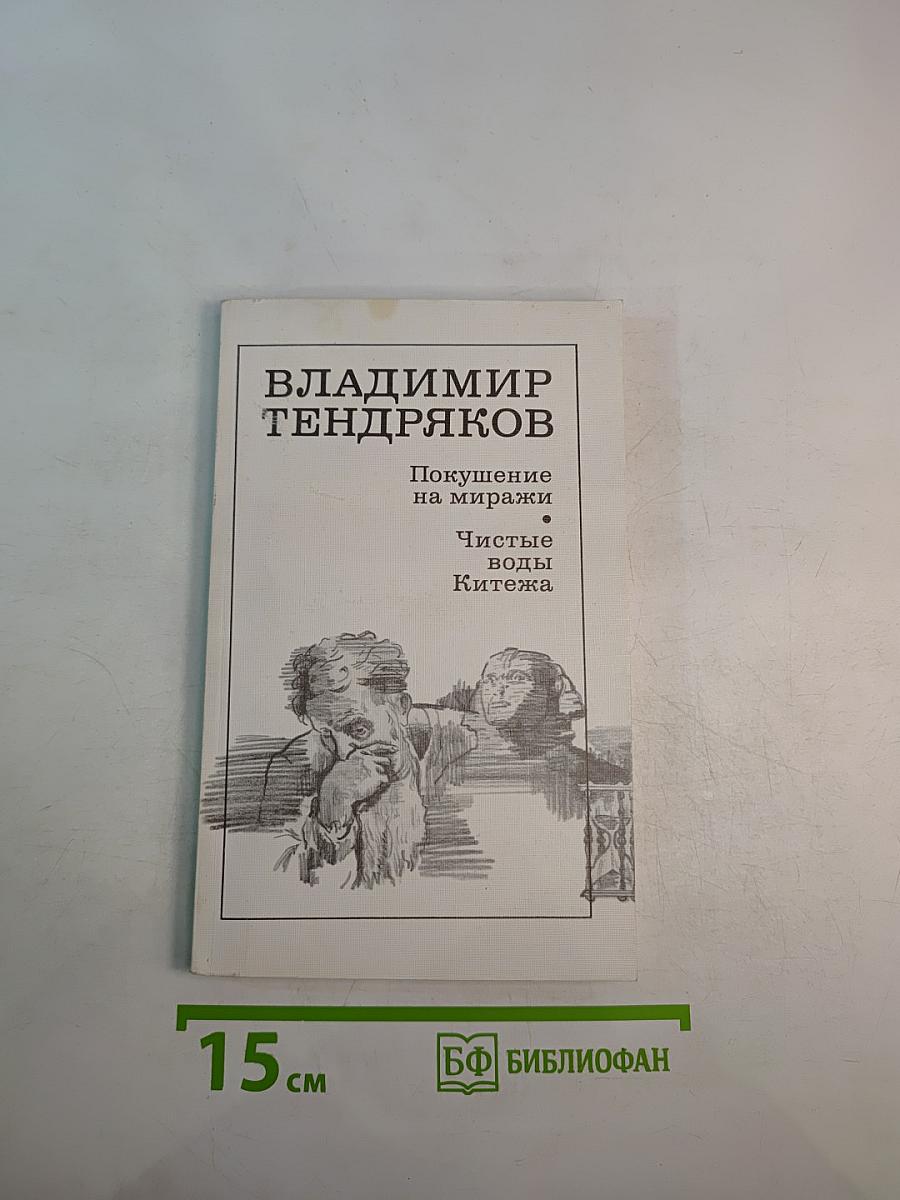 ВЛАДИМИР
ТЕНДРЯКОВ
Покушение
на миражи
•
Чистые
воды
Китежа
15 см
БФ БИБЛИОФАН